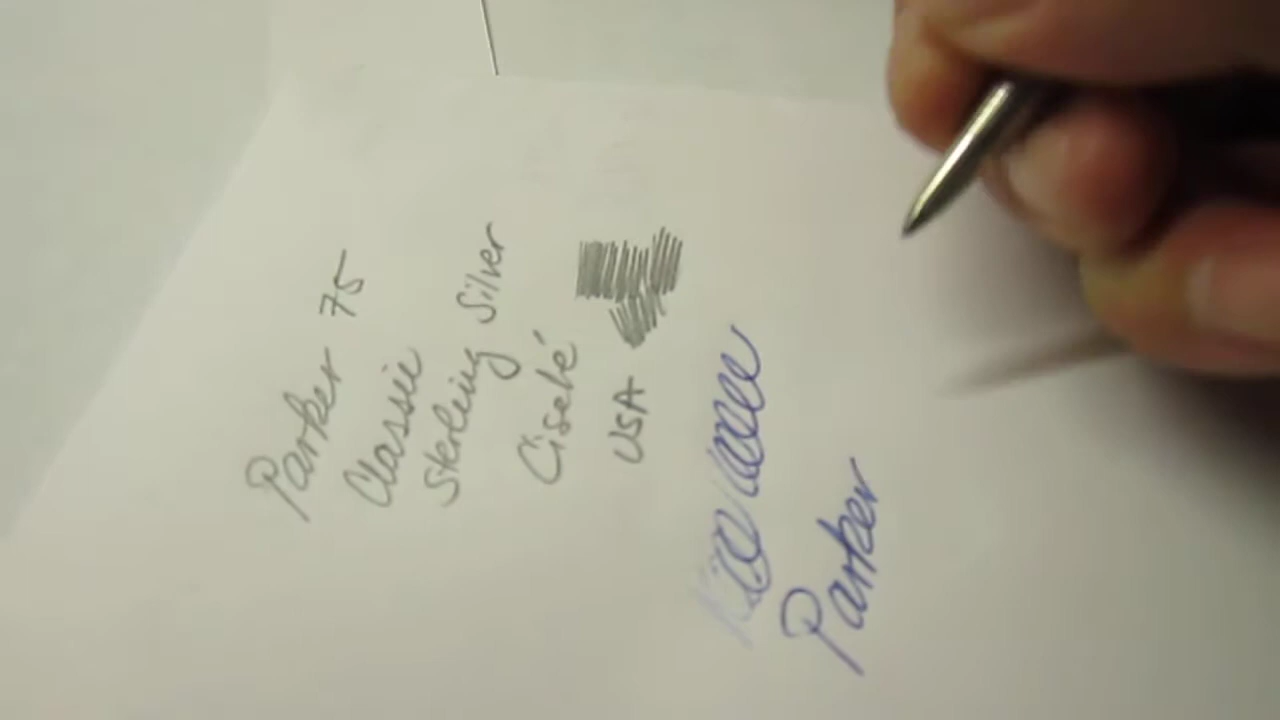 Parker 75
Classic
Sterling Silver
Ciselé
USA
Parker